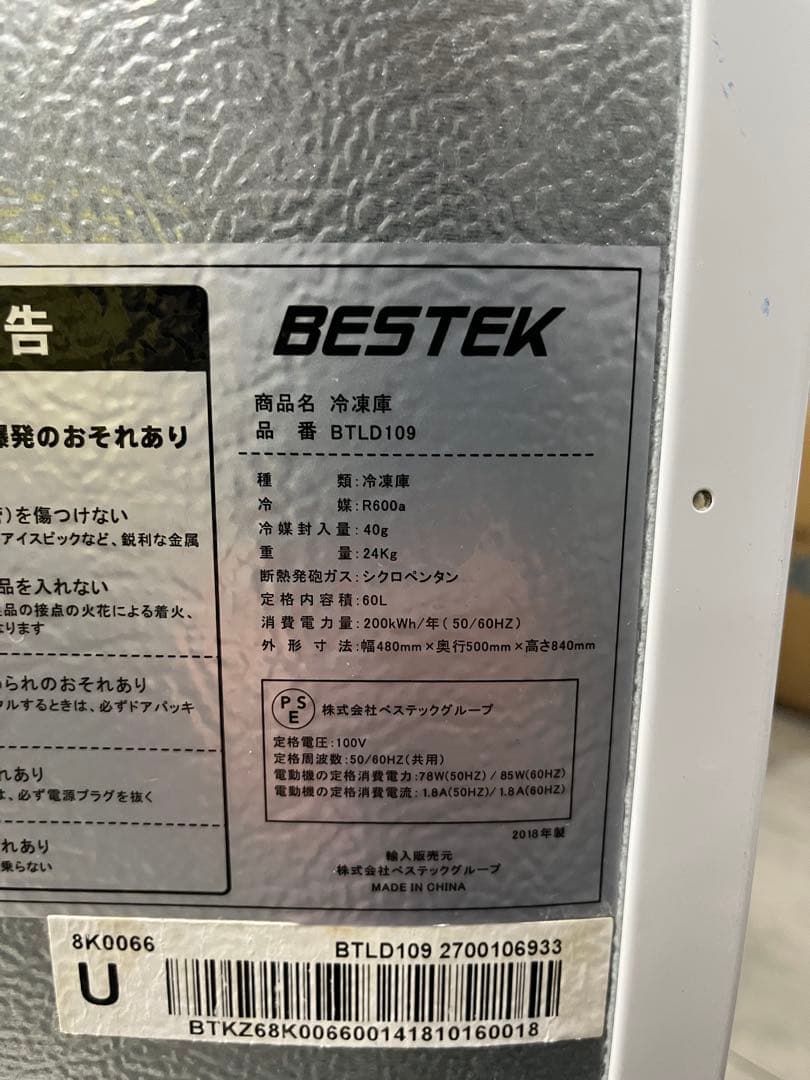 告
爆発のおそれあり
を傷つけない
アイスピックなど、鋭利な金属
品を入れない
品の接点の火花による着火、
なります
られのおそれあり
するときは、必ずドアパッキ
れあり
は、必ず電源プラグを抜く
れあり
乗らない
BESTEK
商品名 冷凍庫
品 番 BTLD109
種 類:冷凍庫
冷 媒:R600a
冷媒封入量:40g
重 量:24Kg
断熱発砲ガス:シクロペンタン
定格内容積:60L
消費電力量:200kWh/年(50/60HZ)
外形寸法:幅480mm×奥行500mm×高さ840mm
PSE 株式会社ベステックグループ
定格電圧:100V
定格周波数:50/60HZ(共用)
電動機の定格消費電力:78W(50HZ)/85W(60HZ)
電動機の定格消費電流:1.8A(50HZ)/1.8A(60HZ)
2018年製
輸入販売元
株式会社ベステックグループ
MADE IN CHINA
8K0066
U
BTLD109 2700106933
BTKZ68K006600141810160018